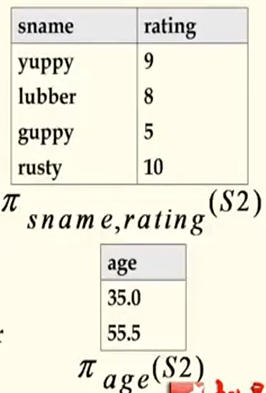 sname rating
yuppy 9
lubber 8
guppy 5
rusty 10
π sname,rating(S2)
age
35.0
55.5
π age(S2)